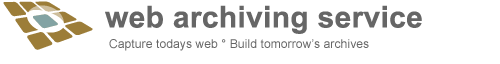 web archiving service
Capture todays web ° Build tomorrow's archives